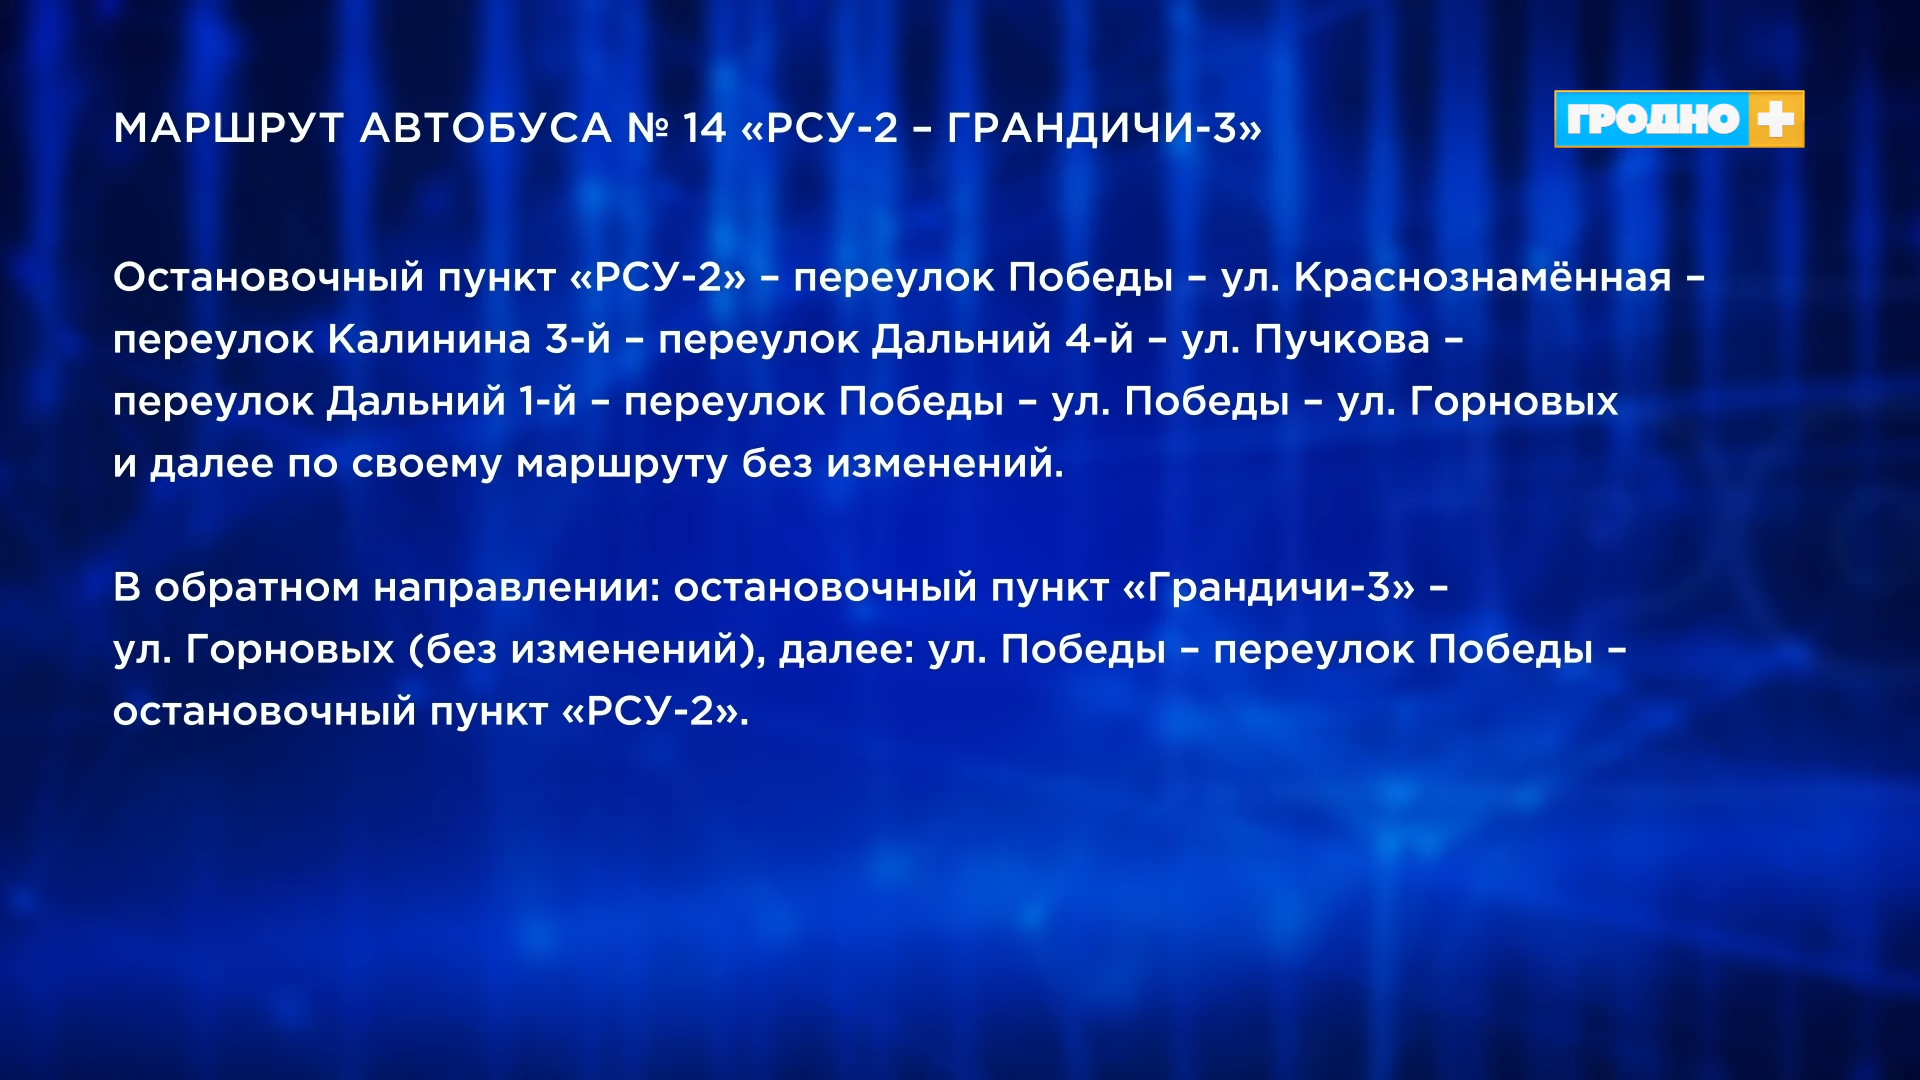 МАРШРУТ АВТОБУСА № 14 «РСУ-2 – ГРАНДИЧИ-3»
ГРОДНО +
Остановочный пункт «РСУ-2» – переулок Победы – ул. Краснознамённая –
переулок Калинина 3-й – переулок Дальний 4-й – ул. Пучкова –
переулок Дальний 1-й – переулок Победы – ул. Победы – ул. Горновых
и далее по своему маршруту без изменений.
В обратном направлении: остановочный пункт «Грандичи-3» –
ул. Горновых (без изменений), далее: ул. Победы – переулок Победы –
остановочный пункт «РСУ-2».